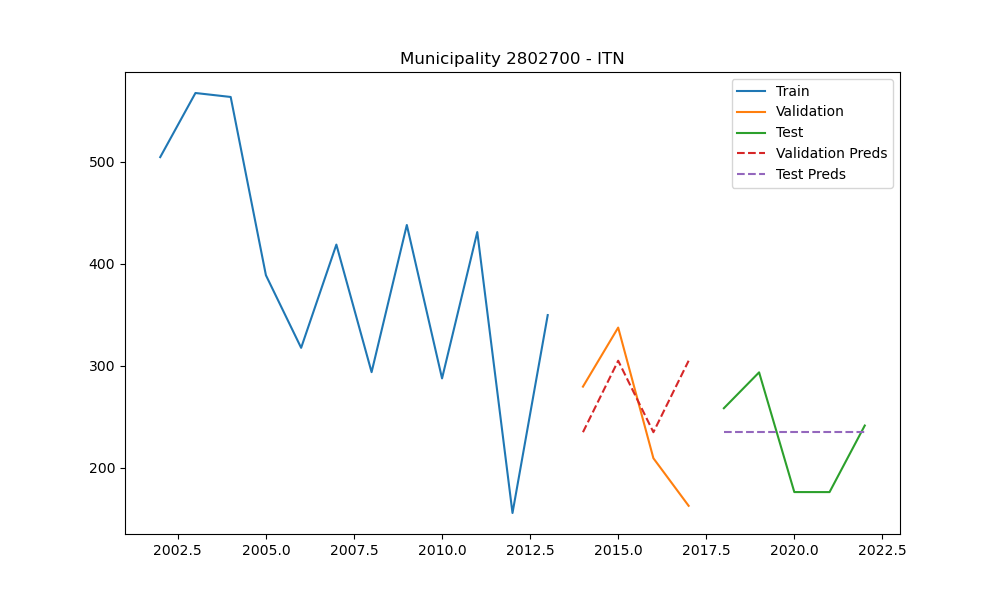 Municipality 2802700 - ITN
Train
Validation
Test
Validation Preds
Test Preds
500
400
300
200
2002.5 2005.0 2007.5 2010.0 2012.5 2015.0 2017.5 2020.0 2022.5